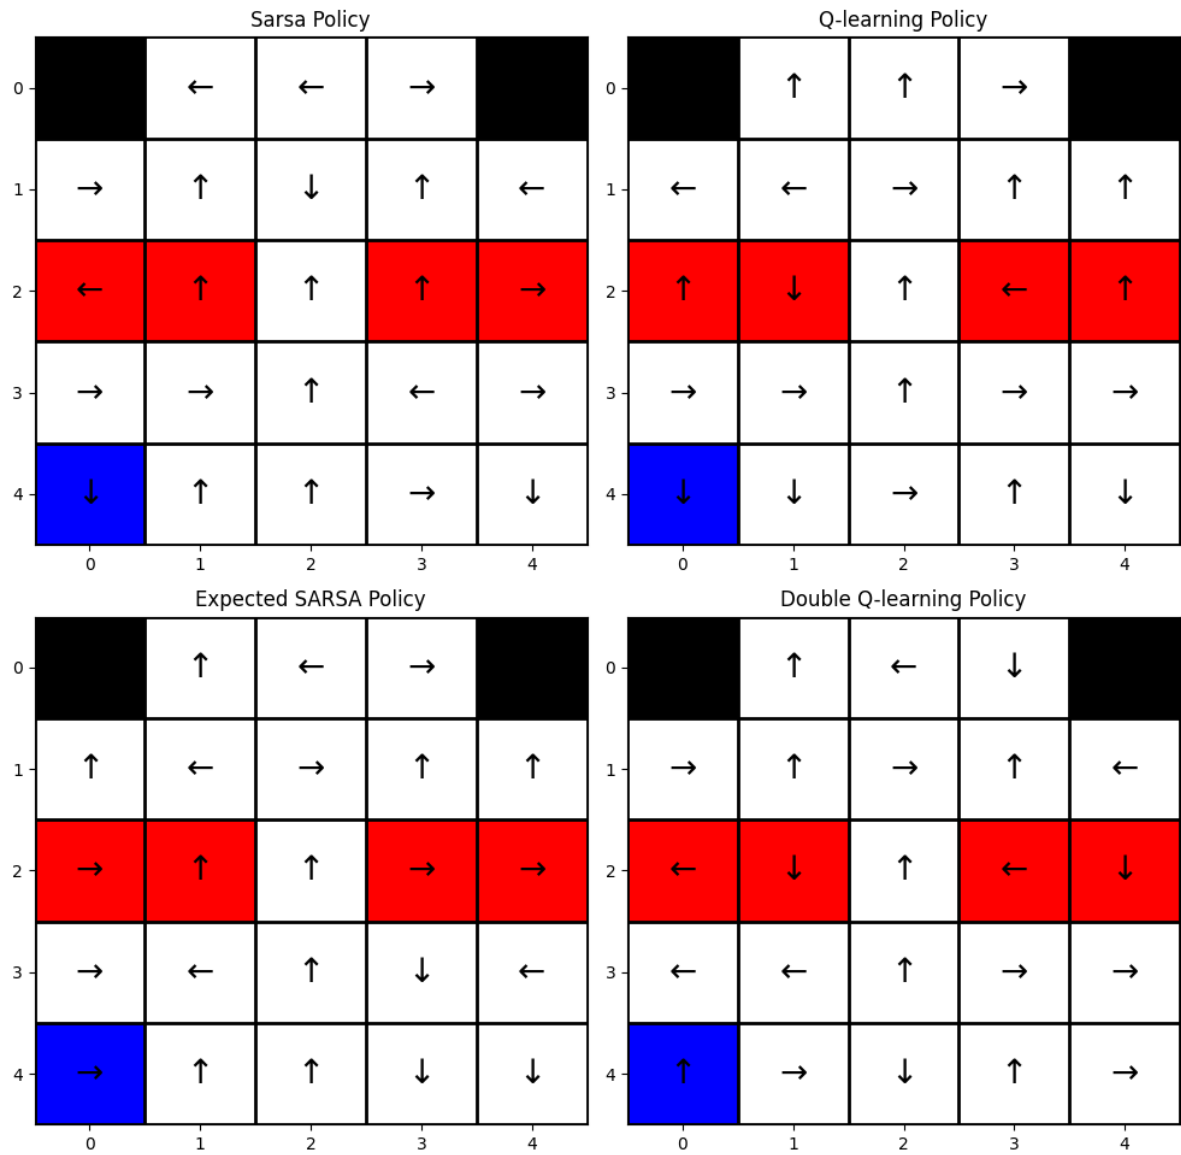 Sarsa Policy
Q-learning Policy
0 ← ← →
0 ↑ ↑ →
1 → ↑ ↓ ↑ ←
1 ← ← → ↑ ↑
2 ← ↑ ↑ ↑ →
2 ↑ ↓ ↑ ← ↑
3 → → ↑ ← →
3 → → ↑ → →
4 ↓ ↑ ↑ → ↓
4 ↓ ↓ → ↑ ↓
0 1 2 3 4
0 1 2 3 4
Expected SARSA Policy
Double Q-learning Policy
0 ↑ ← →
0 ↑ ← ↓
1 ↑ ← → ↑ ↑
1 → ↑ → ↑ ←
2 → ↑ ↑ → →
2 ← ↓ ↑ ← ↓
3 → ← ↑ ↓ ←
3 ← ← ↑ → →
4 → ↑ ↑ ↓ ↓
4 ↑ → ↓ ↑ →
0 1 2 3 4
0 1 2 3 4